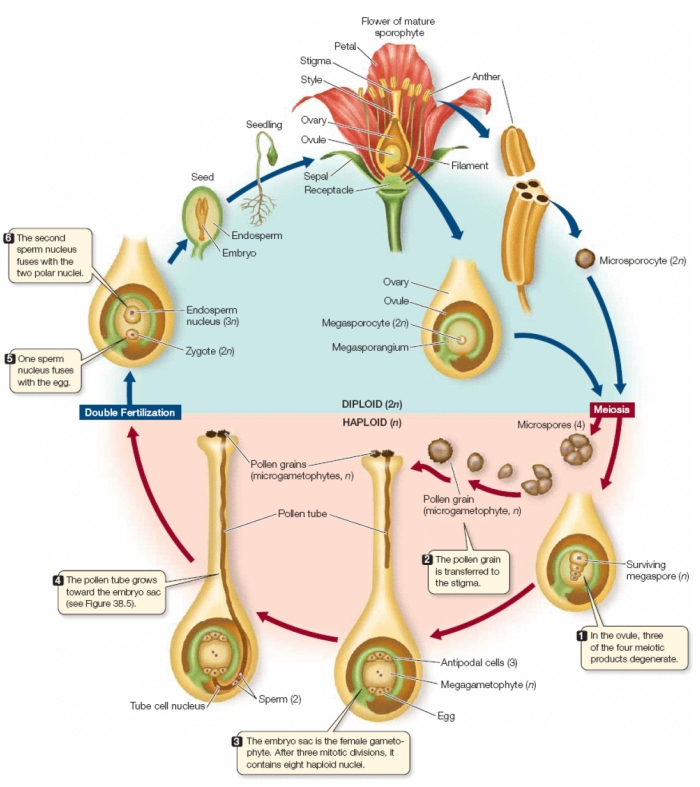 Flower of mature
sporophyte
Petal
Stigma
Style
Anther
Seedling
Ovary
Ovule
Filament
Sepal
Receptacle
Seed
Endosperm
Embryo
6 The second
sperm nucleus
fuses with the
two polar nuclei.
Microsporocyte (2n)
Ovary
Ovule
Megasporocyte (2n)
Megasporangium
Endosperm
nucleus (3n)
Zygote (2n)
5 One sperm
nucleus fuses
with the egg.
Double Fertilization
DIPLOID (2n)
HAPLOID (n)
Meiosis
Microspores (4)
Pollen grains
(microgametophytes, n)
Pollen grain
(microgametophyte, n)
Pollen tube
2 The pollen grain
is transferred to
the stigma.
Surviving
megaspore (n)
4 The pollen tube grows
toward the embryo sac
(see Figure 38.5).
1 In the ovule, three
of the four meiotic
products degenerate.
Antipodal cells (3)
Megagametophyte (n)
Egg
Tube cell nucleus
Sperm (2)
3 The embryo sac is the female gameto-
phyte. After three mitotic divisions, it
contains eight haploid nuclei.